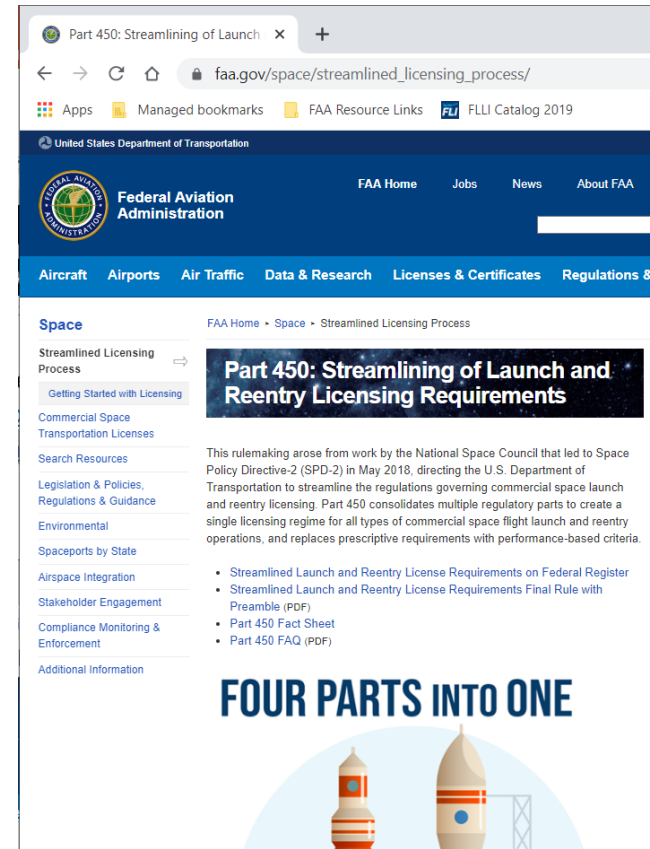 Part 450: Streamlining of Launch
faa.gov/space/streamlined_licensing_process/
Apps Managed bookmarks FAA Resource Links FLI FLLI Catalog 2019
United States Department of Transportation
FAA Home Jobs News About FAA
Federal Aviation
Administration
Aircraft Airports Air Traffic Data & Research Licenses & Certificates Regulations &
Space
Streamlined Licensing
Process
Getting Started with Licensing
Commercial Space
Transportation Licenses
Search Resources
Legislation & Policies,
Regulations & Guidance
Environmental
Spaceports by State
Airspace Integration
Stakeholder Engagement
Compliance Monitoring &
Enforcement
Additional Information
FAA Home ▸ Space ▸ Streamlined Licensing Process
Part 450: Streamlining of Launch and
Reentry Licensing Requirements
This rulemaking arose from work by the National Space Council that led to Space
Policy Directive-2 (SPD-2) in May 2018, directing the U.S. Department of
Transportation to streamline the regulations governing commercial space launch
and reentry licensing. Part 450 consolidates multiple regulatory parts to create a
single licensing regime for all types of commercial space flight launch and reentry
operations, and replaces prescriptive requirements with performance-based criteria.
• Streamlined Launch and Reentry License Requirements on Federal Register
• Streamlined Launch and Reentry License Requirements Final Rule with
Preamble (PDF)
• Part 450 Fact Sheet
• Part 450 FAQ (PDF)
FOUR PARTS INTO ONE